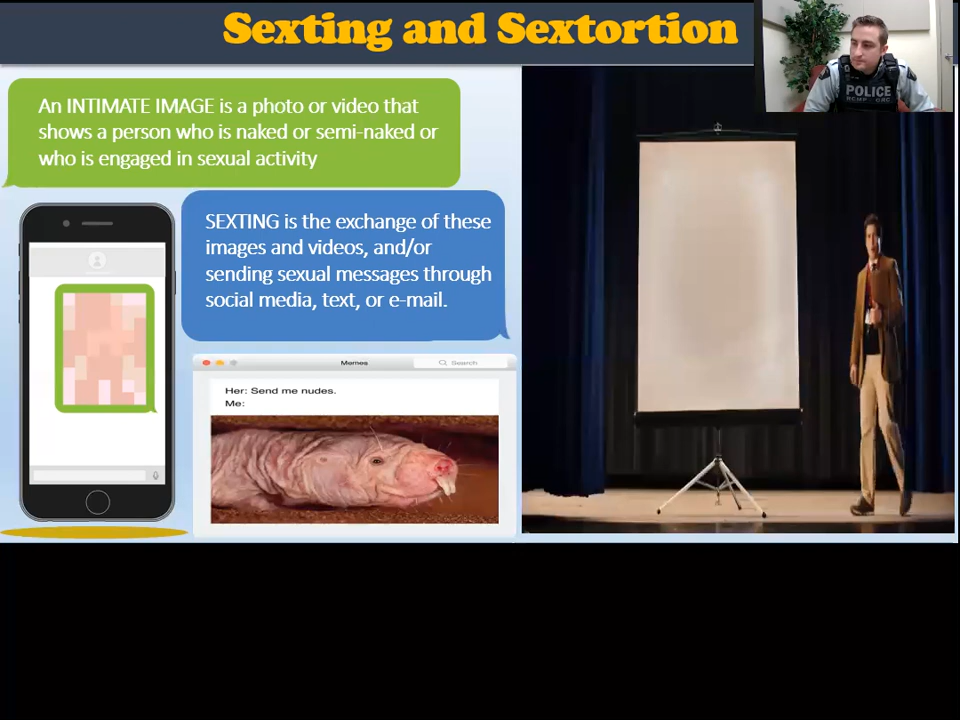 Sexting and Sextortion
An INTIMATE IMAGE is a photo or video that
shows a person who is naked or semi-naked or
who is engaged in sexual activity
SEXTING is the exchange of these
images and videos, and/or
sending sexual messages through
social media, text, or e-mail.
Memes
Search
Her: Send me nudes.
Me:
POLICE